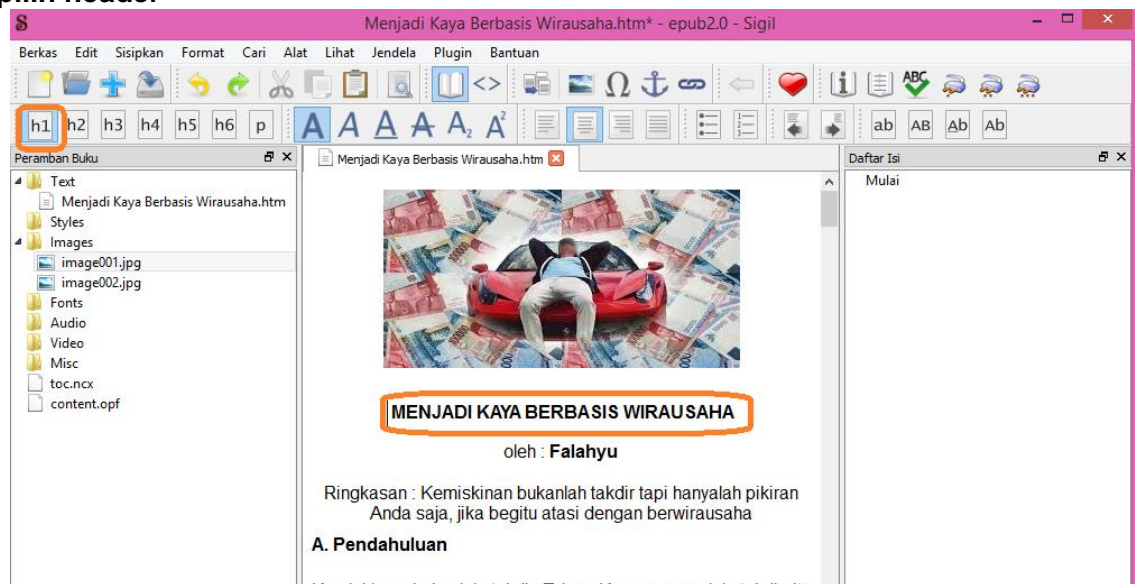 pilih header
Menjadi Kaya Berbasis Wirausaha.htm* - epub2.0 - Sigil
Berkas Edit Sisipkan Format Cari Alat Lihat Jendela Plugin Bantuan
h1 h2 h3 h4 h5 h6 p A A A A A₂ A² ab AB Ab Ab
Peramban Buku
Menjadi Kaya Berbasis Wirausaha.htm
Daftar Isi
Text
Menjadi Kaya Berbasis Wirausaha.htm
Styles
Images
image001.jpg
image002.jpg
Fonts
Audio
Video
Misc
toc.ncx
content.opf
MENJADI KAYA BERBASIS WIRAUSAHA
oleh : Falahyu
Ringkasan : Kemiskinan bukanlah takdir tapi hanyalah pikiran
Anda saja, jika begitu atasi dengan berwirausaha
A. Pendahuluan
Mulai